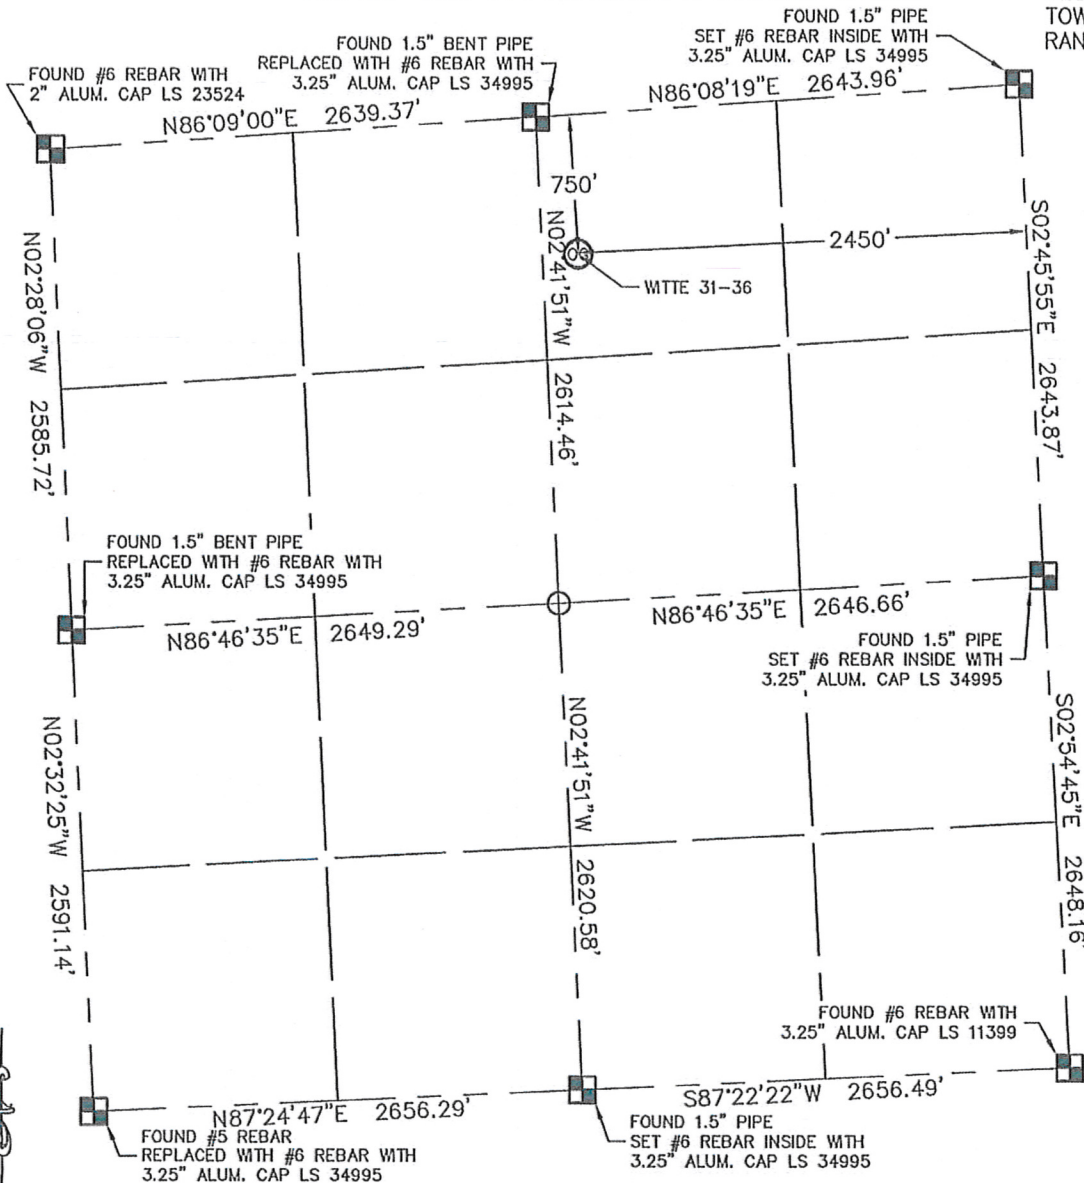 FOUND 1.5" PIPE
SET #6 REBAR INSIDE WITH
3.25" ALUM. CAP LS 34995
FOUND 1.5" BENT PIPE
REPLACED WITH #6 REBAR WITH
3.25" ALUM. CAP LS 34995
FOUND #6 REBAR WITH
2" ALUM. CAP LS 23524
N86°09'00"E 2639.37'
N86°08'19"E 2643.96'
750'
2450'
WITTE 31-36
N02°28'06"W 2585.72'
N02°41'51"W 2614.46'
S02°45'55"E 2643.87'
FOUND 1.5" BENT PIPE
REPLACED WITH #6 REBAR WITH
3.25" ALUM. CAP LS 34995
N86°46'35"E 2649.29'
N86°46'35"E 2646.66'
FOUND 1.5" PIPE
SET #6 REBAR INSIDE WITH
3.25" ALUM. CAP LS 34995
N02°32'25"W 2591.14'
N02°41'51"W 2620.58'
S02°54'45"E 2648.16'
FOUND #6 REBAR WITH
3.25" ALUM. CAP LS 11399
N87°24'47"E 2656.29'
S87°22'22"W 2656.49'
FOUND #5 REBAR
REPLACED WITH #6 REBAR WITH
3.25" ALUM. CAP LS 34995
FOUND 1.5" PIPE
SET #6 REBAR INSIDE WITH
3.25" ALUM. CAP LS 34995